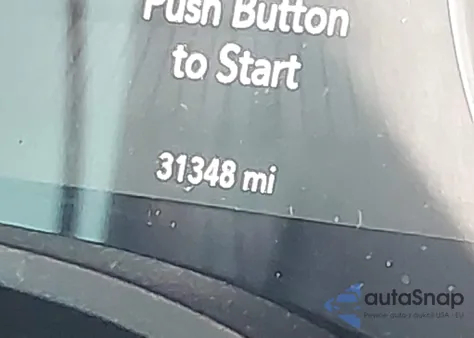 Push Button
to Start
31348 mi
autaSnap